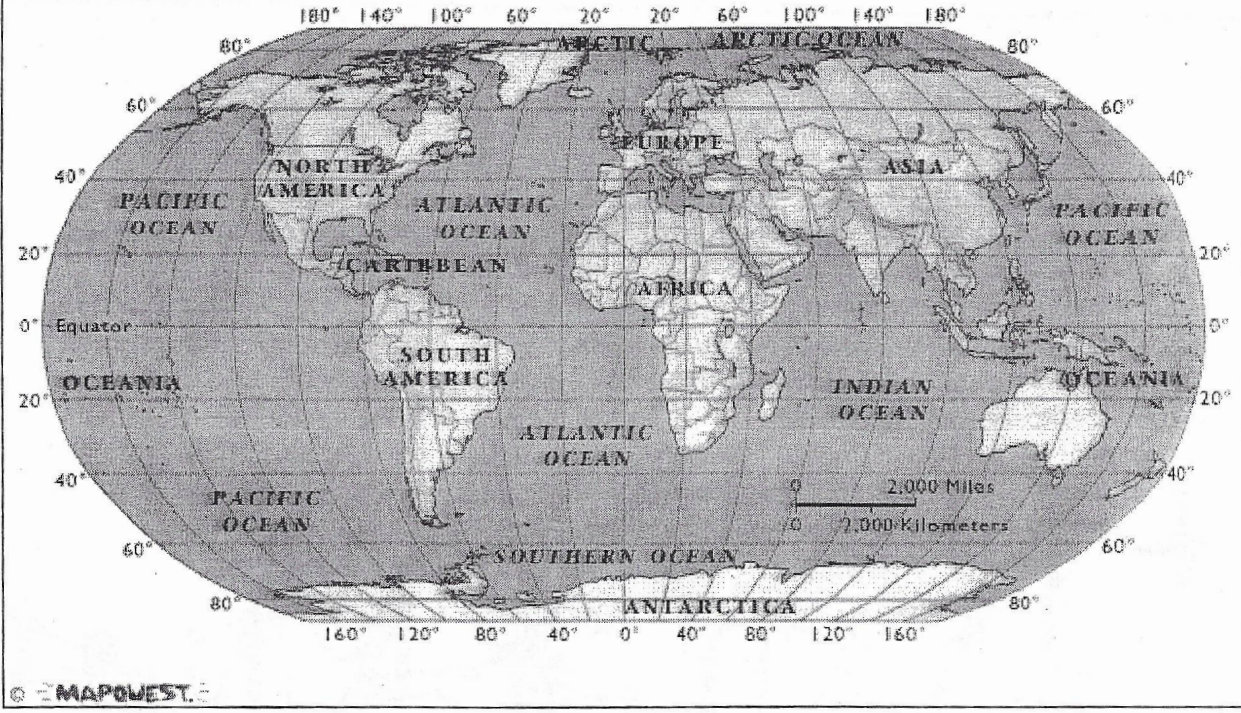 180° 140° 100° 60° 20° 20° 60° 100° 140° 180°
ARCTIC ARCTIC OCEAN
80° 80°
60° 60°
EUROPE
NORTH
AMERICA
ASIA
40° 40°
PACIFIC
OCEAN
ATLANTIC
OCEAN
PACIFIC
OCEAN
20° 20°
CARIBBEAN
AFRICA
0° Equator 0°
SOUTH
AMERICA
OCEANIA
INDIAN
OCEAN
OCEANIA
20° 20°
ATLANTIC
OCEAN
40° 40°
0 2,000 Miles
0 2,000 Kilometers
PACIFIC
OCEAN
60° 60°
SOUTHERN OCEAN
80° 80°
ANTARCTICA
160° 120° 80° 40° 0° 40° 80° 120° 160°
© MAPQUEST.